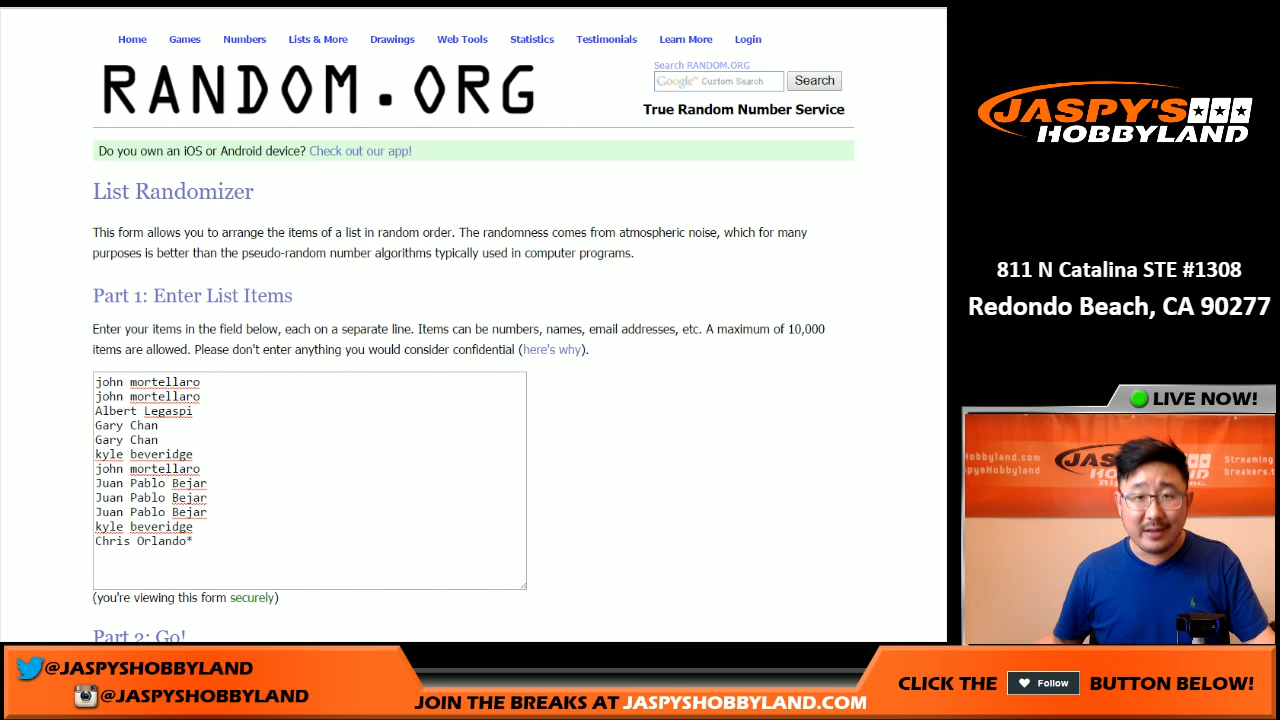 Home Games Numbers Lists & More Drawings Web Tools Statistics Testimonials Learn More Login
RANDOM.ORG
Search RANDOM.ORG
Google™ Custom Search Search
True Random Number Service
Do you own an iOS or Android device? Check out our app!
List Randomizer
This form allows you to arrange the items of a list in random order. The randomness comes from atmospheric noise, which for many
purposes is better than the pseudo-random number algorithms typically used in computer programs.
Part 1: Enter List Items
Enter your items in the field below, each on a separate line. Items can be numbers, names, email addresses, etc. A maximum of 10,000
items are allowed. Please don't enter anything you would consider confidential (here's why).
john mortellaro
john mortellaro
Albert Legaspi
Gary Chan
Gary Chan
kyle beveridge
john mortellaro
Juan Pablo Bejar
Juan Pablo Bejar
Juan Pablo Bejar
kyle beveridge
Chris Orlando*
(you're viewing this form securely)
Part 2: Go!
JASPY'S
HOBBYLAND
811 N Catalina STE #1308
Redondo Beach, CA 90277
LIVE NOW!
@JASPYSHOBBYLAND
@JASPYSHOBBYLAND
JOIN THE BREAKS AT JASPYSHOBBYLAND.COM
CLICK THE Follow BUTTON BELOW!